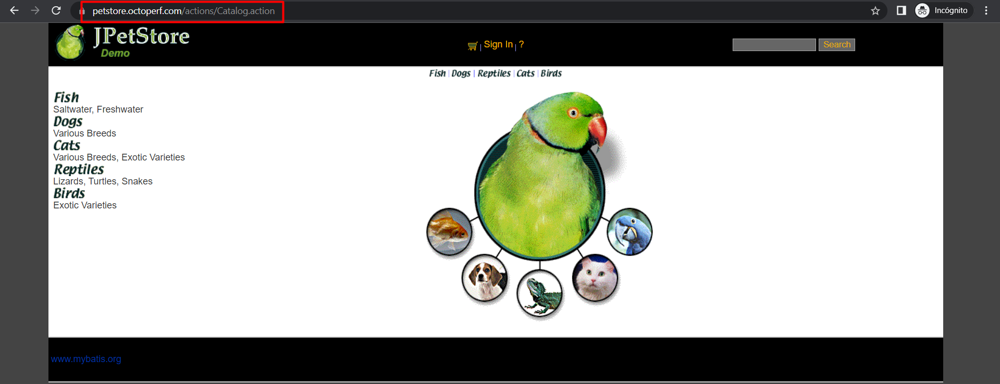 petstore.octoperf.com/actions/Catalog.action
Incógnito
JPetStore
Demo
Sign In | ?
Search
Fish | Dogs | Reptiles | Cats | Birds
Fish
Saltwater, Freshwater
Dogs
Various Breeds
Cats
Various Breeds, Exotic Varieties
Reptiles
Lizards, Turtles, Snakes
Birds
Exotic Varieties
www.mybatis.org